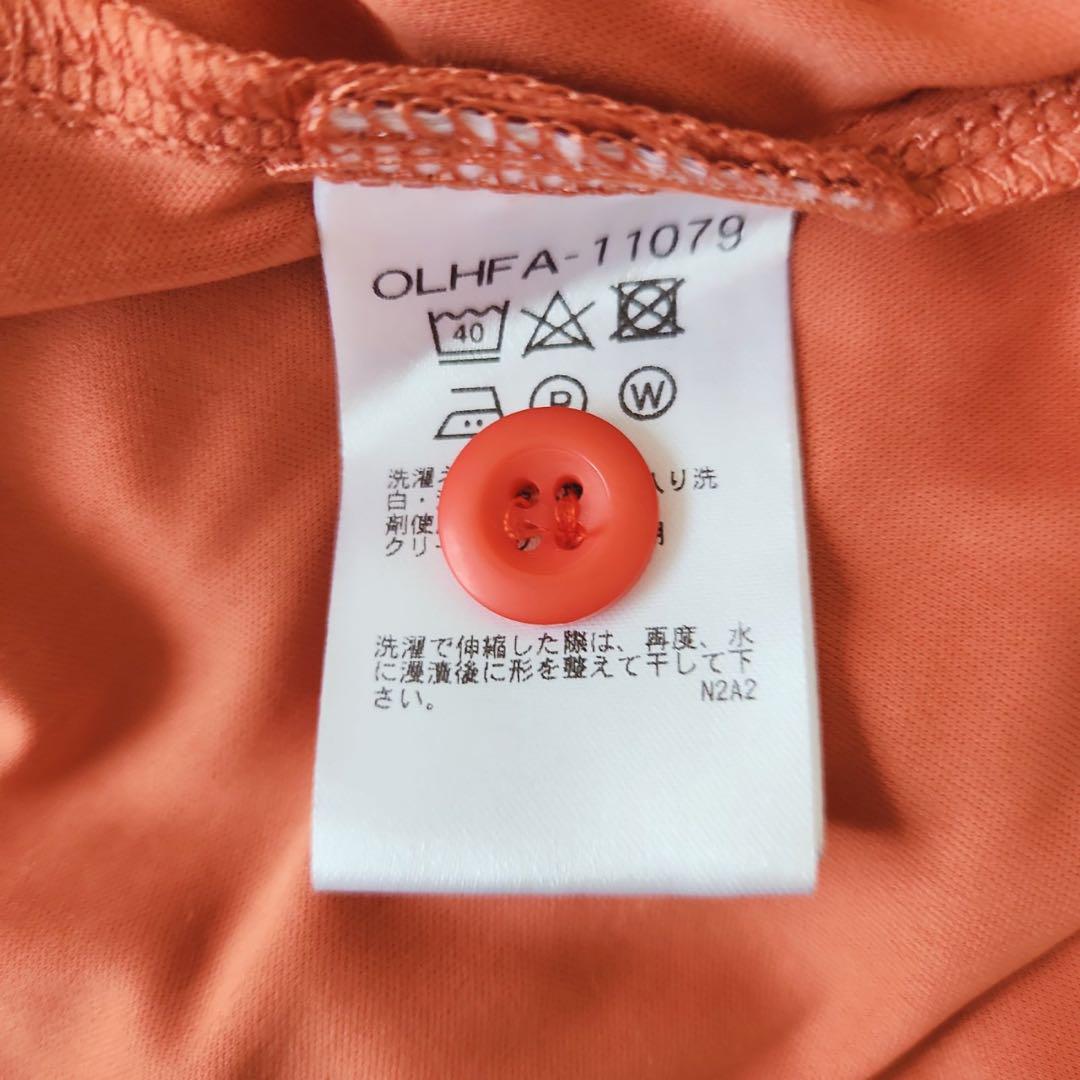 OLHFA-11079
40
P W
洗濯 入り洗
白・
剤使 用
クリー
洗濯で伸縮した際は、再度、水
に浸漬後に形を整えて干して下
さい。 N2A2